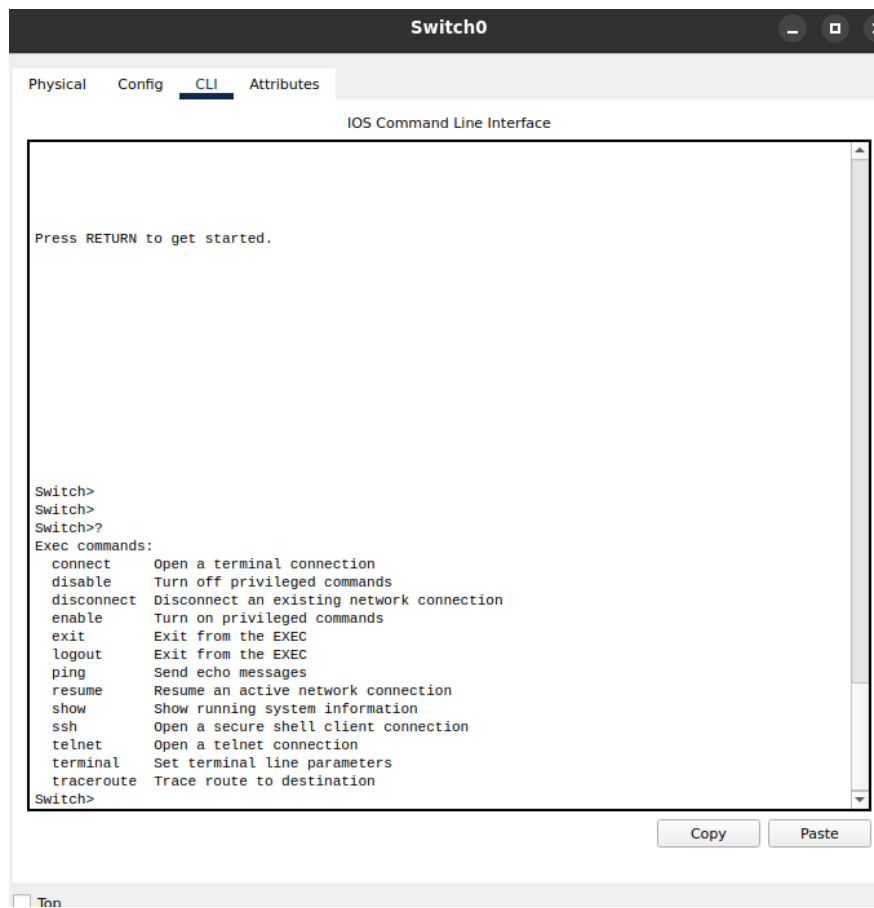 Switch0
Physical Config CLI Attributes
IOS Command Line Interface
Press RETURN to get started.
Switch>
Switch>
Switch>?
Exec commands:
  connect     Open a terminal connection
  disable     Turn off privileged commands
  disconnect  Disconnect an existing network connection
  enable      Turn on privileged commands
  exit        Exit from the EXEC
  logout      Exit from the EXEC
  ping        Send echo messages
  resume      Resume an active network connection
  show        Show running system information
  ssh         Open a secure shell client connection
  telnet      Open a telnet connection
  terminal    Set terminal line parameters
  traceroute  Trace route to destination
Switch>
Copy Paste
Top